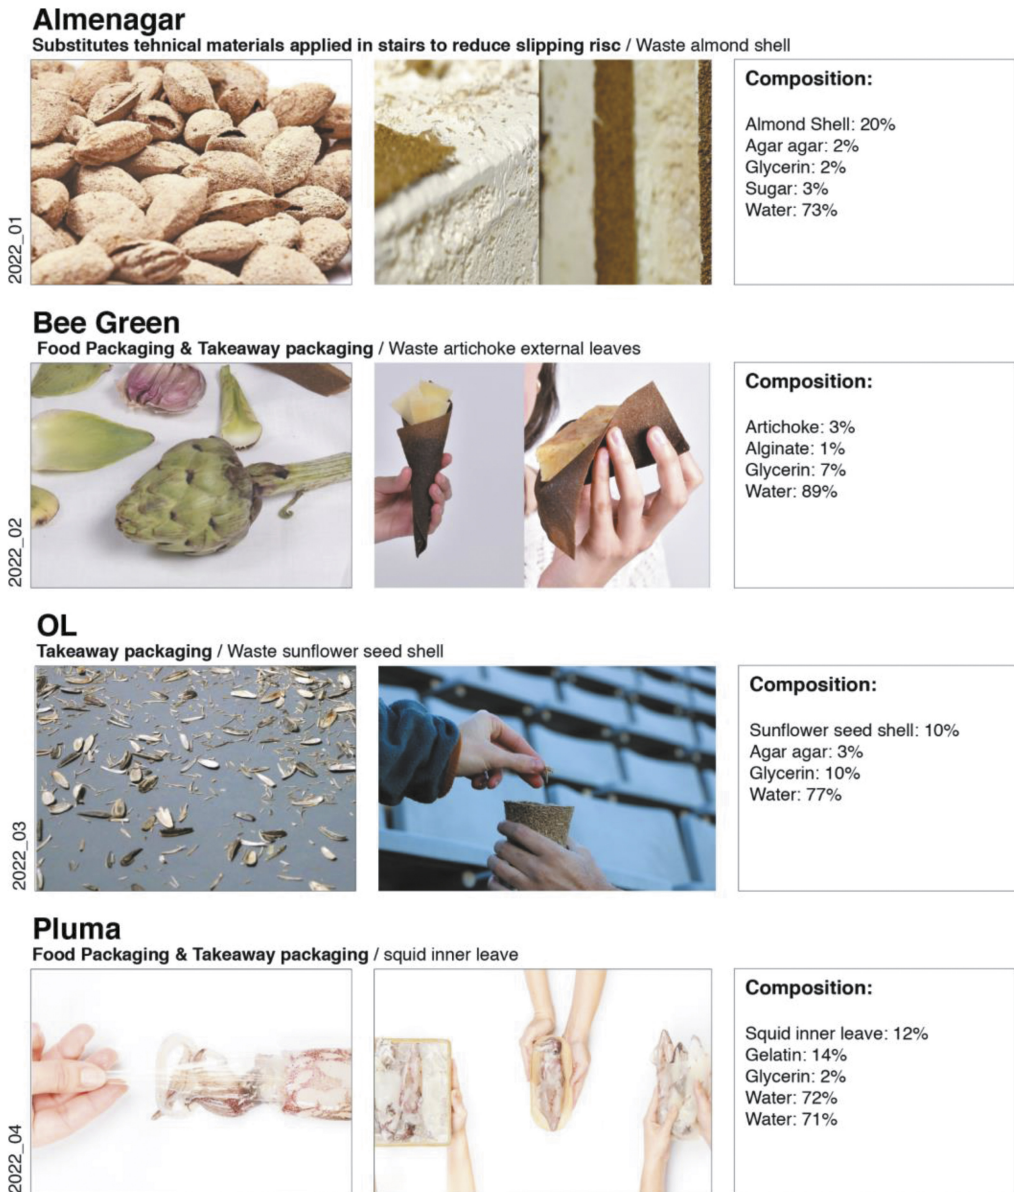 Almenagar
Substitutes tehnical materials applied in stairs to reduce slipping risc / Waste almond shell
2022_01
Composition:
Almond Shell: 20%
Agar agar: 2%
Glycerin: 2%
Sugar: 3%
Water: 73%
Bee Green
Food Packaging & Takeaway packaging / Waste artichoke external leaves
2022_02
Composition:
Artichoke: 3%
Alginate: 1%
Glycerin: 7%
Water: 89%
OL
Takeaway packaging / Waste sunflower seed shell
2022_03
Composition:
Sunflower seed shell: 10%
Agar agar: 3%
Glycerin: 10%
Water: 77%
Pluma
Food Packaging & Takeaway packaging / squid inner leave
2022_04
Composition:
Squid inner leave: 12%
Gelatin: 14%
Glycerin: 2%
Water: 72%
Water: 71%